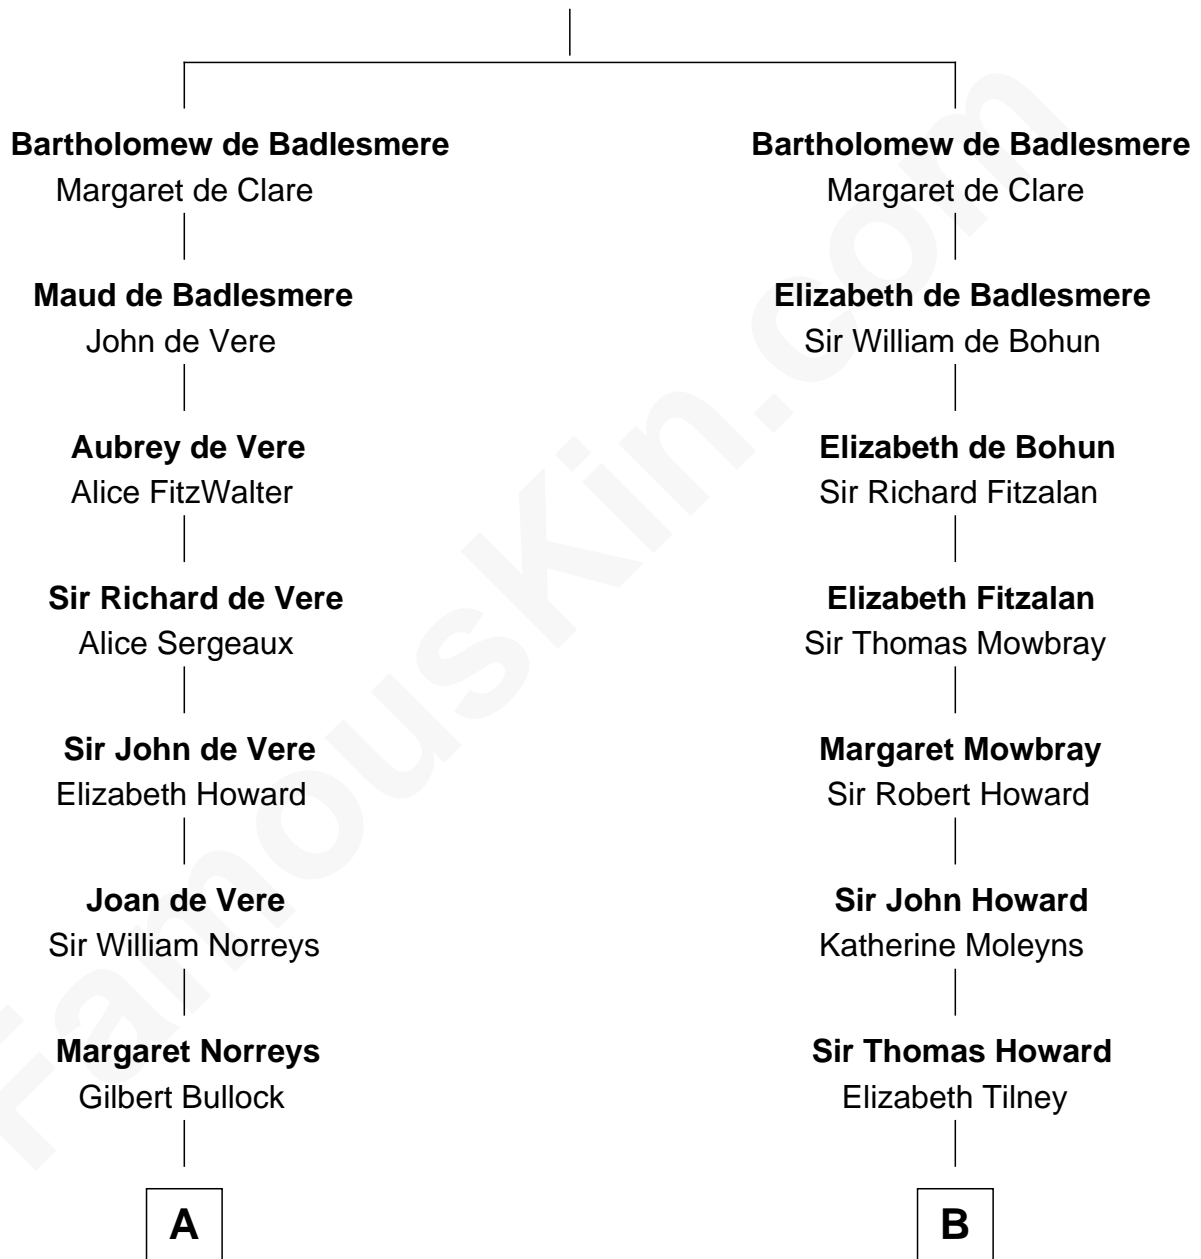 Bartholomew de Badlesmere
Margaret de Clare
Maud de Badlesmere
John de Vere
Aubrey de Vere
Alice FitzWalter
Sir Richard de Vere
Alice Sergeaux
Sir John de Vere
Elizabeth Howard
Joan de Vere
Sir William Norreys
Margaret Norreys
Gilbert Bullock
A
Bartholomew de Badlesmere
Margaret de Clare
Elizabeth de Badlesmere
Sir William de Bohun
Elizabeth de Bohun
Sir Richard Fitzalan
Elizabeth Fitzalan
Sir Thomas Mowbray
Margaret Mowbray
Sir Robert Howard
Sir John Howard
Katherine Moleyns
Sir Thomas Howard
Elizabeth Tilney
B
FamousKin.com